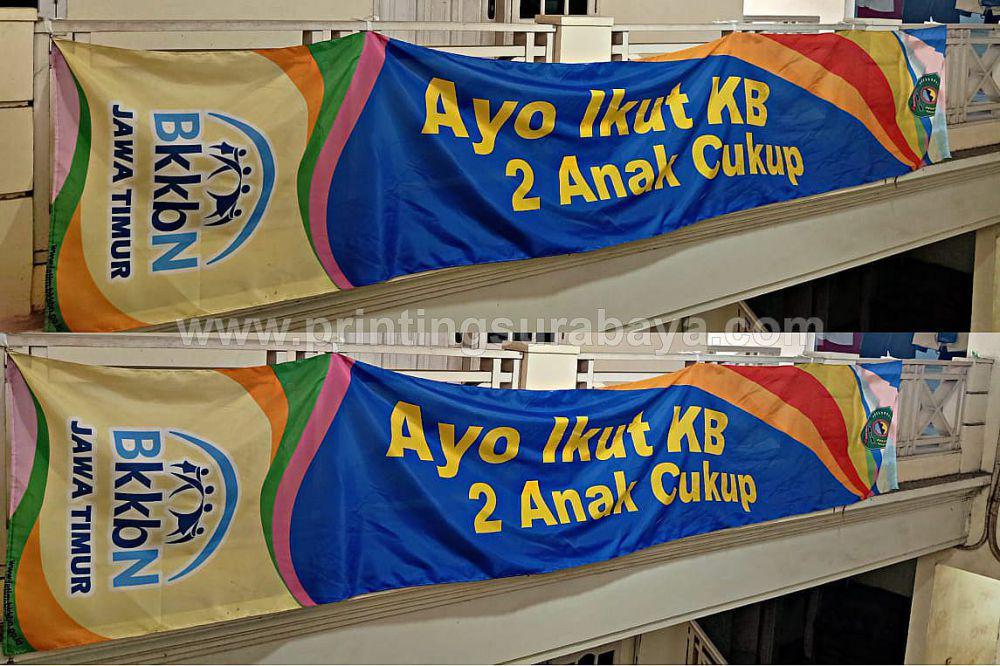 BkkbN
JAWA TIMUR
Ayo Ikut KB
2 Anak Cukup
www.printingsurabaya.com
BkkbN
JAWA TIMUR
Ayo Ikut KB
2 Anak Cukup